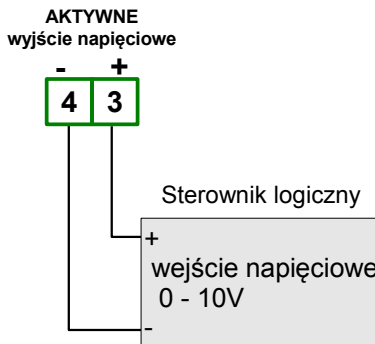 AKTYWNE
wyjście napięciowe
- +
4 3
Sterownik logiczny
+
wejście napięciowe
0 - 10V
-